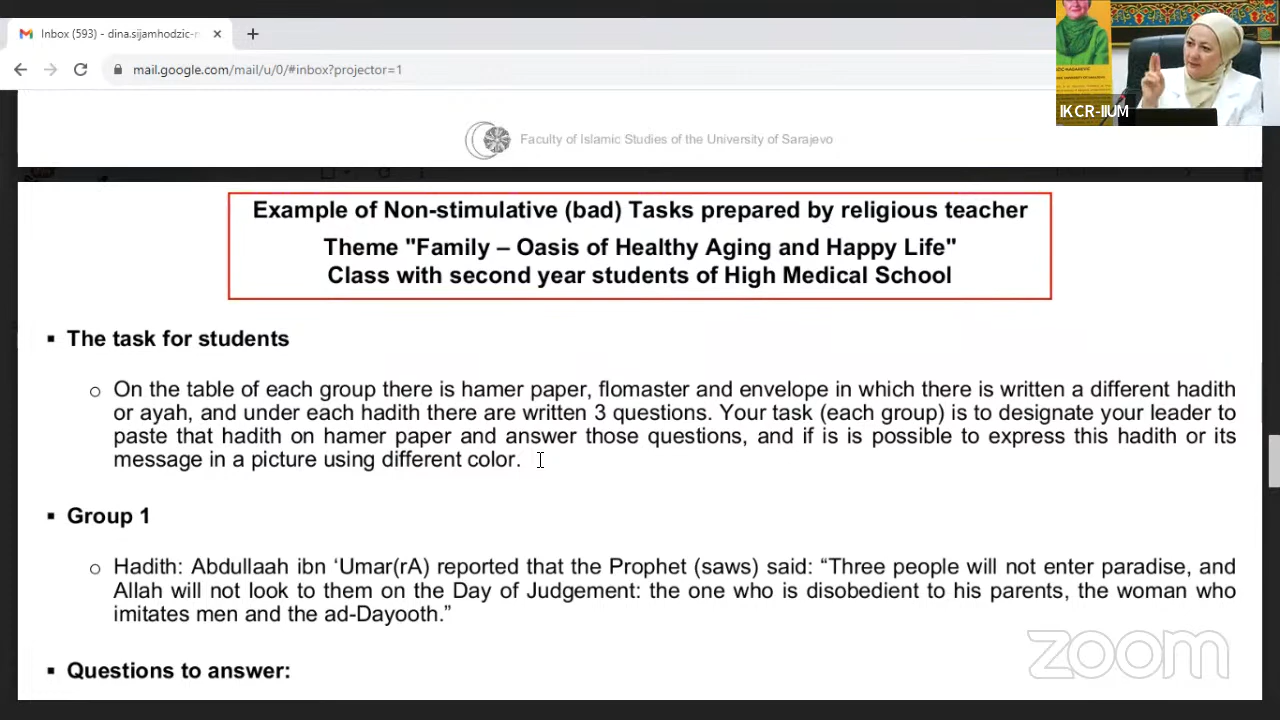 Inbox (593) - dina.sijamhodzic-
mail.google.com/mail/u/0/#inbox?projector=1
IKCR-IIUM
Faculty of Islamic Studies of the University of Sarajevo
Example of Non-stimulative (bad) Tasks prepared by religious teacher
Theme "Family – Oasis of Healthy Aging and Happy Life"
Class with second year students of High Medical School
▪ The task for students
o On the table of each group there is hamer paper, flomaster and envelope in which there is written a different hadith
or ayah, and under each hadith there are written 3 questions. Your task (each group) is to designate your leader to
paste that hadith on hamer paper and answer those questions, and if is is possible to express this hadith or its
message in a picture using different color.
▪ Group 1
o Hadith: Abdullaah ibn ‘Umar(rA) reported that the Prophet (saws) said: “Three people will not enter paradise, and
Allah will not look to them on the Day of Judgement: the one who is disobedient to his parents, the woman who
imitates men and the ad-Dayooth.”
▪ Questions to answer:
zoom